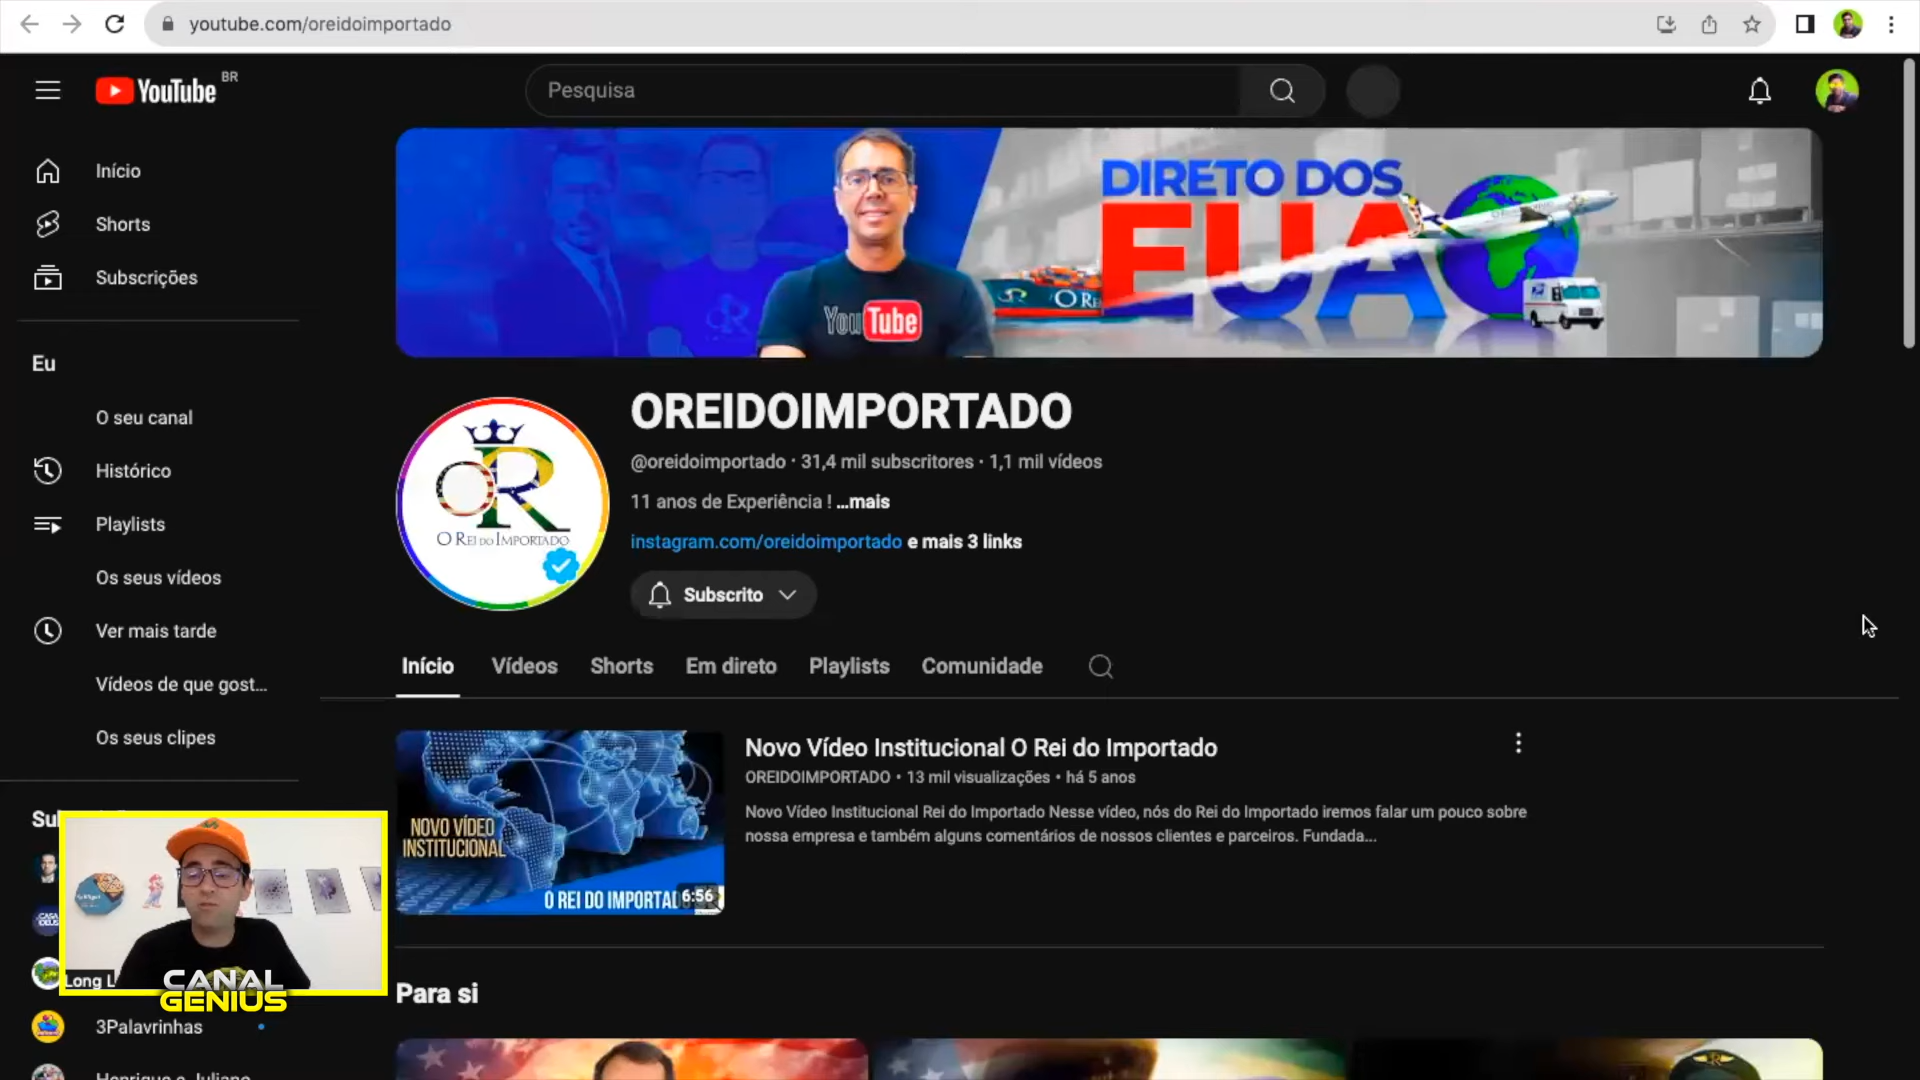 youtube.com/oreidoimportado
YouTube BR
Pesquisa
Início
Shorts
Subscrições
Eu
O seu canal
Histórico
Playlists
Os seus vídeos
Ver mais tarde
Vídeos de que gost...
Os seus clipes
DIRETO DOS
EUA
YouTube
OR
O REI DO IMPORTADO
OREIDOIMPORTADO
@oreidoimportado · 31,4 mil subscritores · 1,1 mil vídeos
11 anos de Experiência ! ...mais
instagram.com/oreidoimportado e mais 3 links
Subscrito
Início Vídeos Shorts Em direto Playlists Comunidade
NOVO VÍDEO
INSTITUCIONAL
O REI DO IMPORTAD
6:56
Novo Vídeo Institucional O Rei do Importado
OREIDOIMPORTADO • 13 mil visualizações • há 5 anos
Novo Vídeo Institucional Rei do Importado Nesse vídeo, nós do Rei do Importado iremos falar um pouco sobre
nossa empresa e também alguns comentários de nossos clientes e parceiros. Fundada...
Para si
Long L
CANAL
GENIUS
3Palavrinhas
Henrique e Juliano